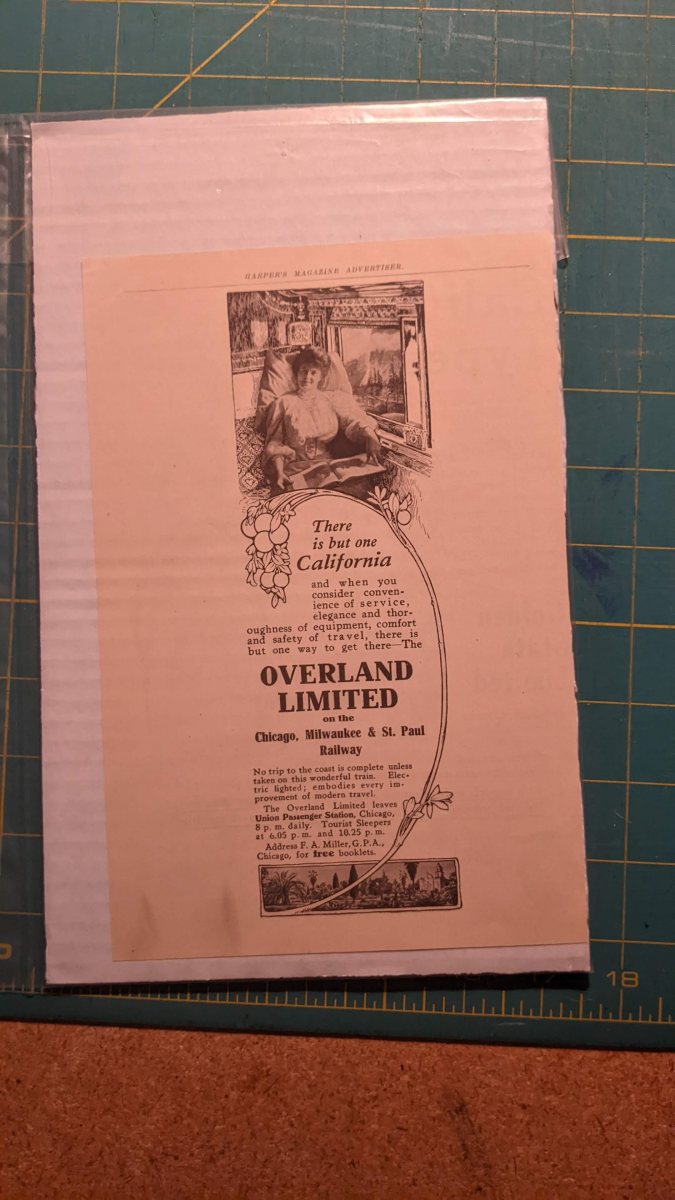 HARPER'S MAGAZINE ADVERTISER.
There
is but one
California
and when you
consider conven-
ience of service,
elegance and thor-
oughness of equipment, comfort
and safety of travel, there is
but one way to get there—The
OVERLAND
LIMITED
on the
Chicago, Milwaukee & St. Paul
Railway
No trip to the coast is complete unless
taken on this wonderful train. Elec-
tric lighted; embodies every im-
provement of modern travel.
The Overland Limited leaves
Union Passenger Station, Chicago,
8 p. m. daily. Tourist Sleepers
at 6.05 p. m. and 10.25 p. m.
Address F. A. Miller, G.P.A.,
Chicago, for free booklets.
18